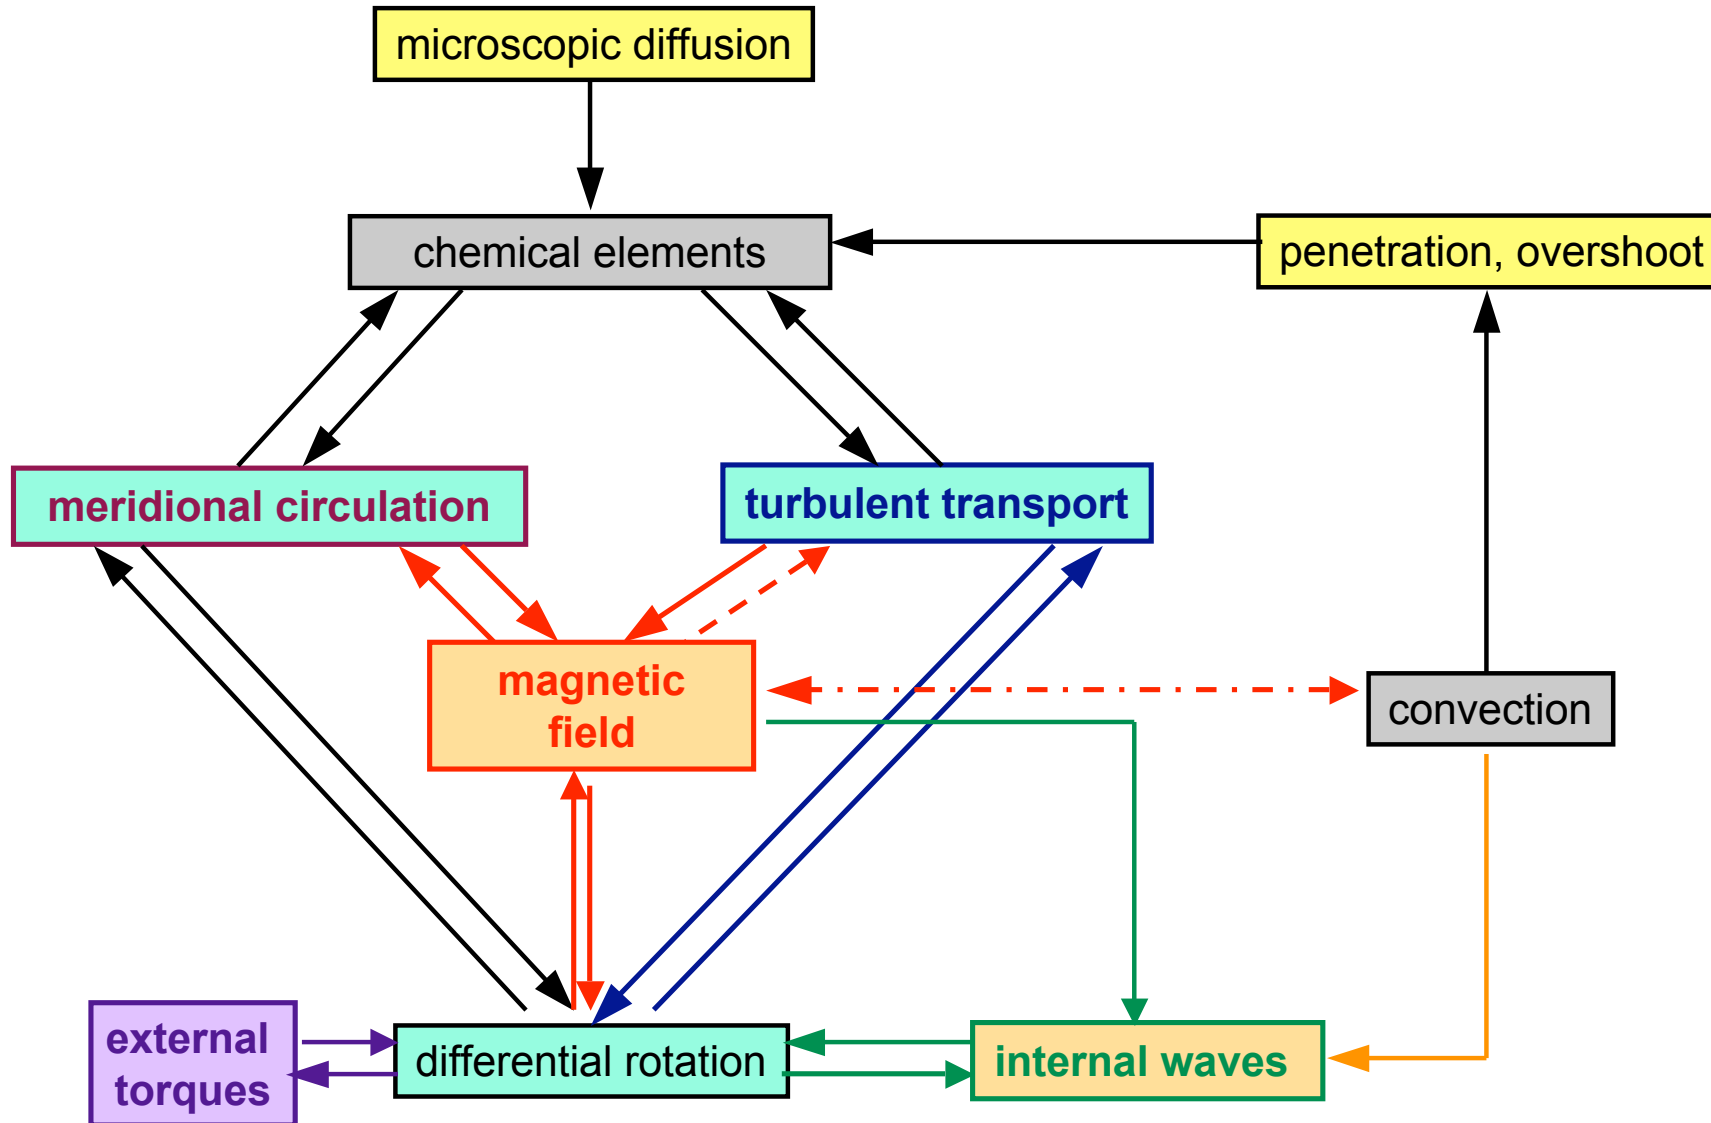 microscopic diffusion
chemical elements
penetration, overshoot
meridional circulation
turbulent transport
magnetic
field
convection
external
torques
differential rotation
internal waves